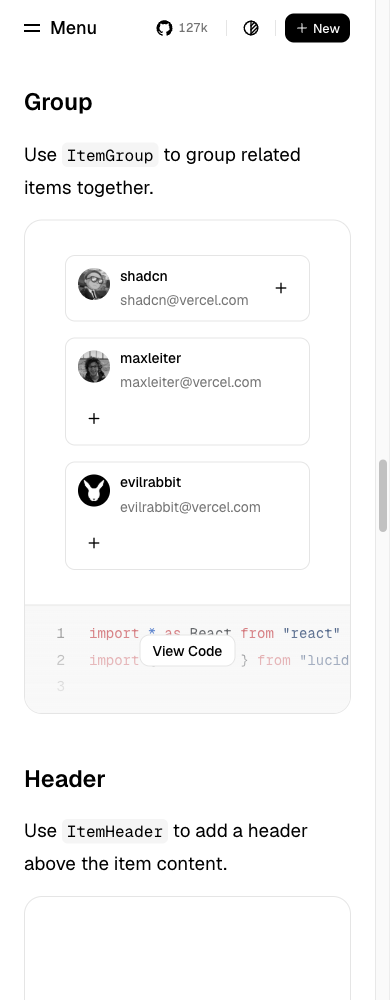 Menu
127k
+ New
Group
Use ItemGroup to group related
items together.
shadcn
shadcn@vercel.com
maxleiter
maxleiter@vercel.com
evilrabbit
evilrabbit@vercel.com
1 import * as React from "react"
2 import } from "lucid
View Code
3
Header
Use ItemHeader to add a header
above the item content.